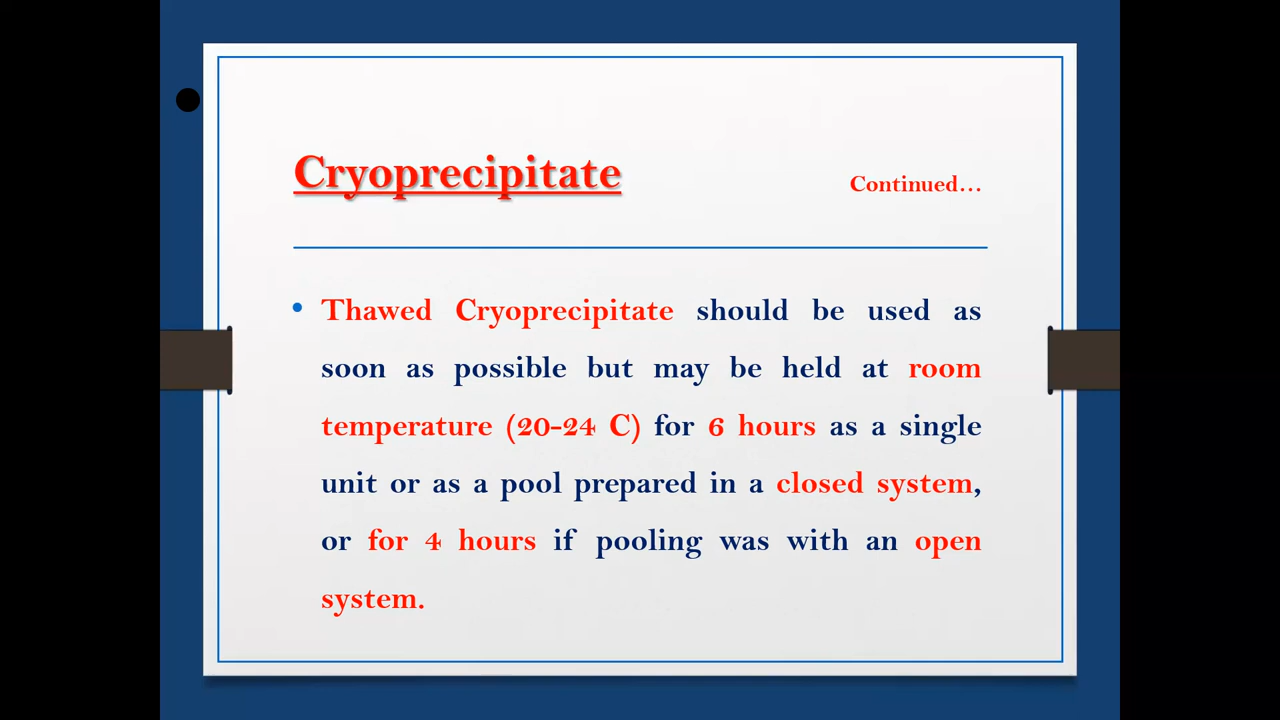 Cryoprecipitate
Continued...
• Thawed Cryoprecipitate should be used as
soon as possible but may be held at room
temperature (20-24 C) for 6 hours as a single
unit or as a pool prepared in a closed system,
or for 4 hours if pooling was with an open
system.